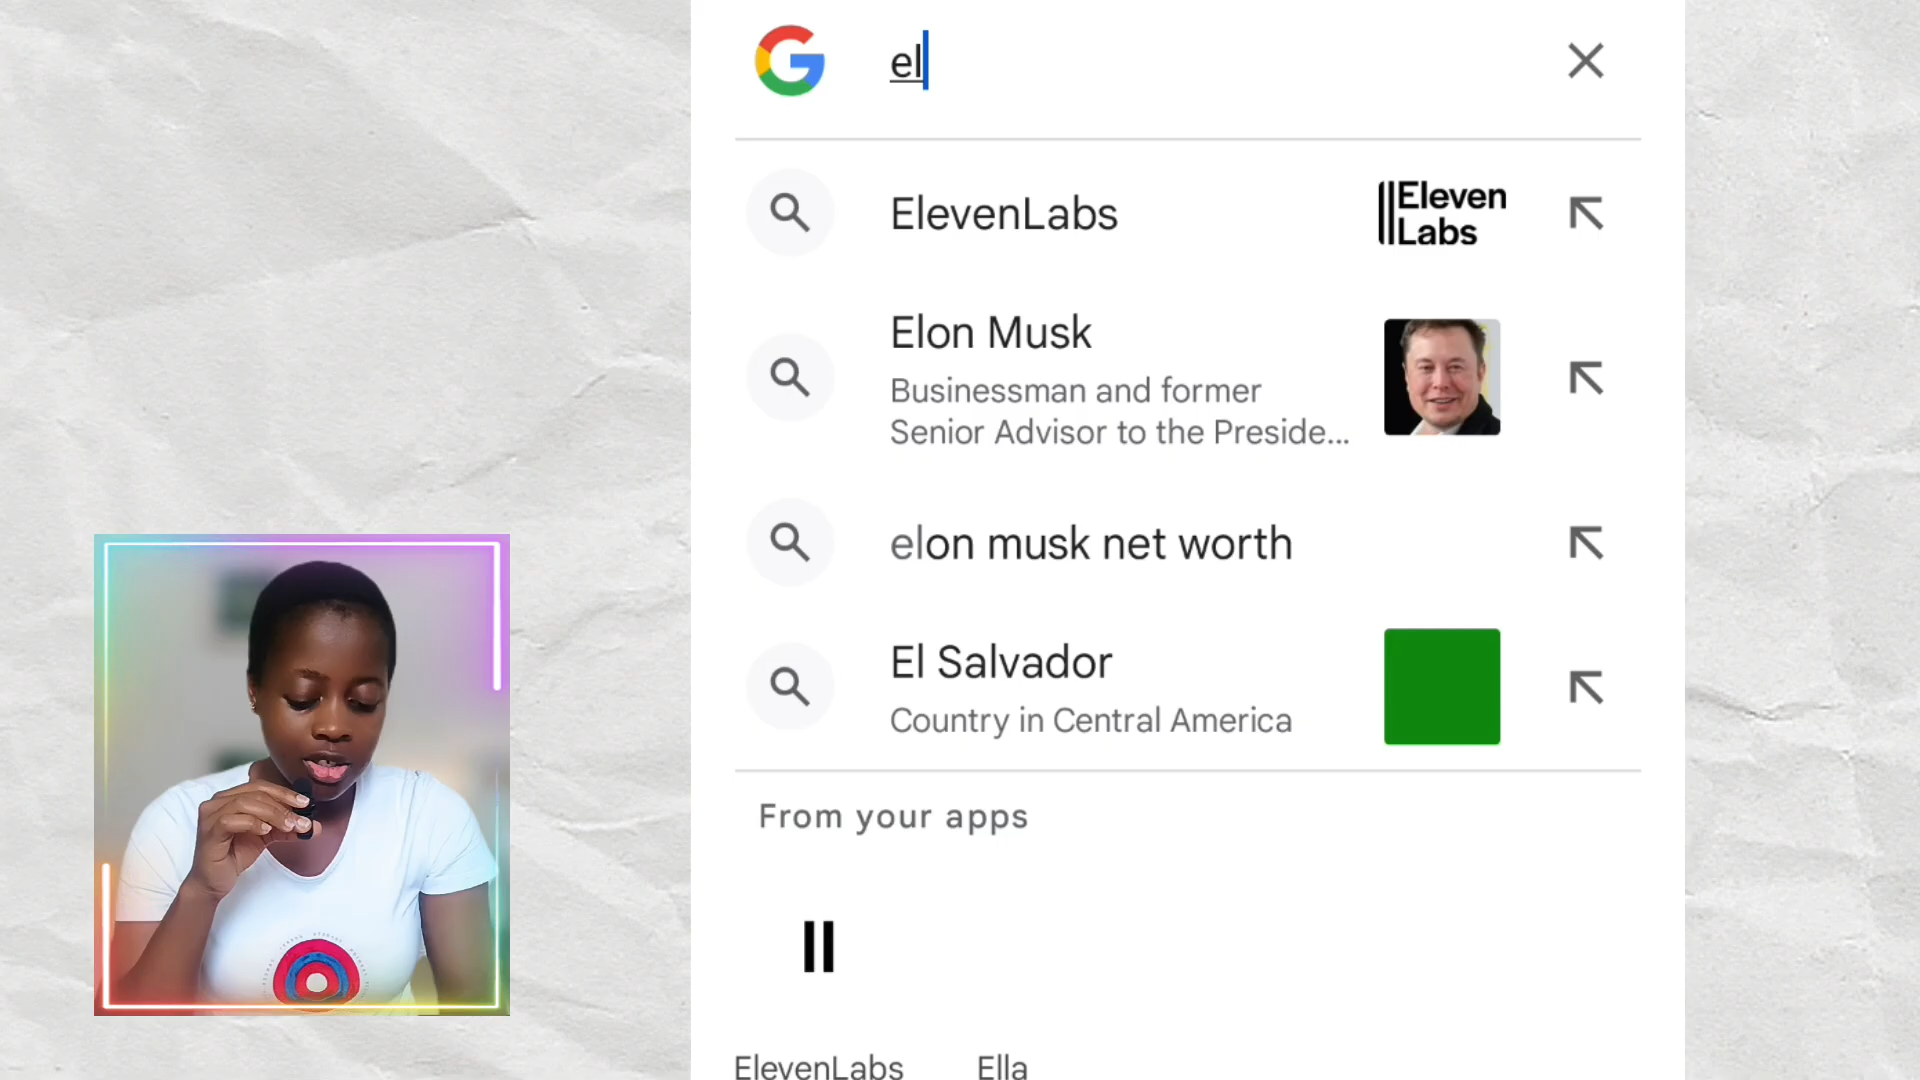 el
ElevenLabs
Eleven
Labs
Elon Musk
Businessman and former
Senior Advisor to the Preside...
elon musk net worth
El Salvador
Country in Central America
From your apps
ElevenLabs
Ella